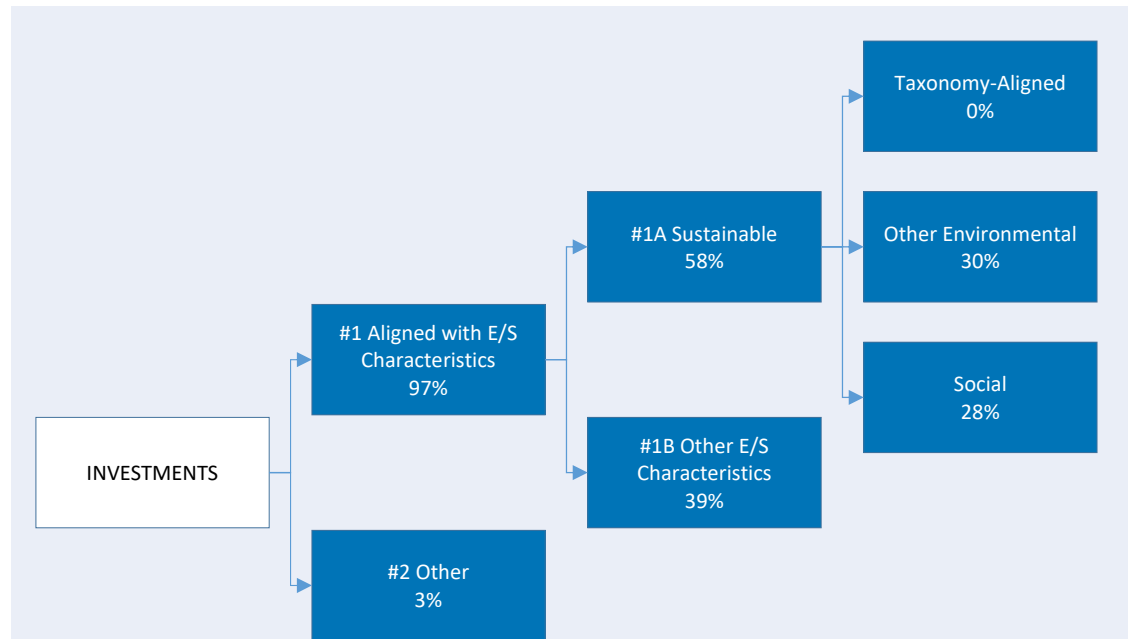 INVESTMENTS
#1 Aligned with E/S
Characteristics
97%
#2 Other
3%
#1A Sustainable
58%
#1B Other E/S
Characteristics
39%
Taxonomy-Aligned
0%
Other Environmental
30%
Social
28%